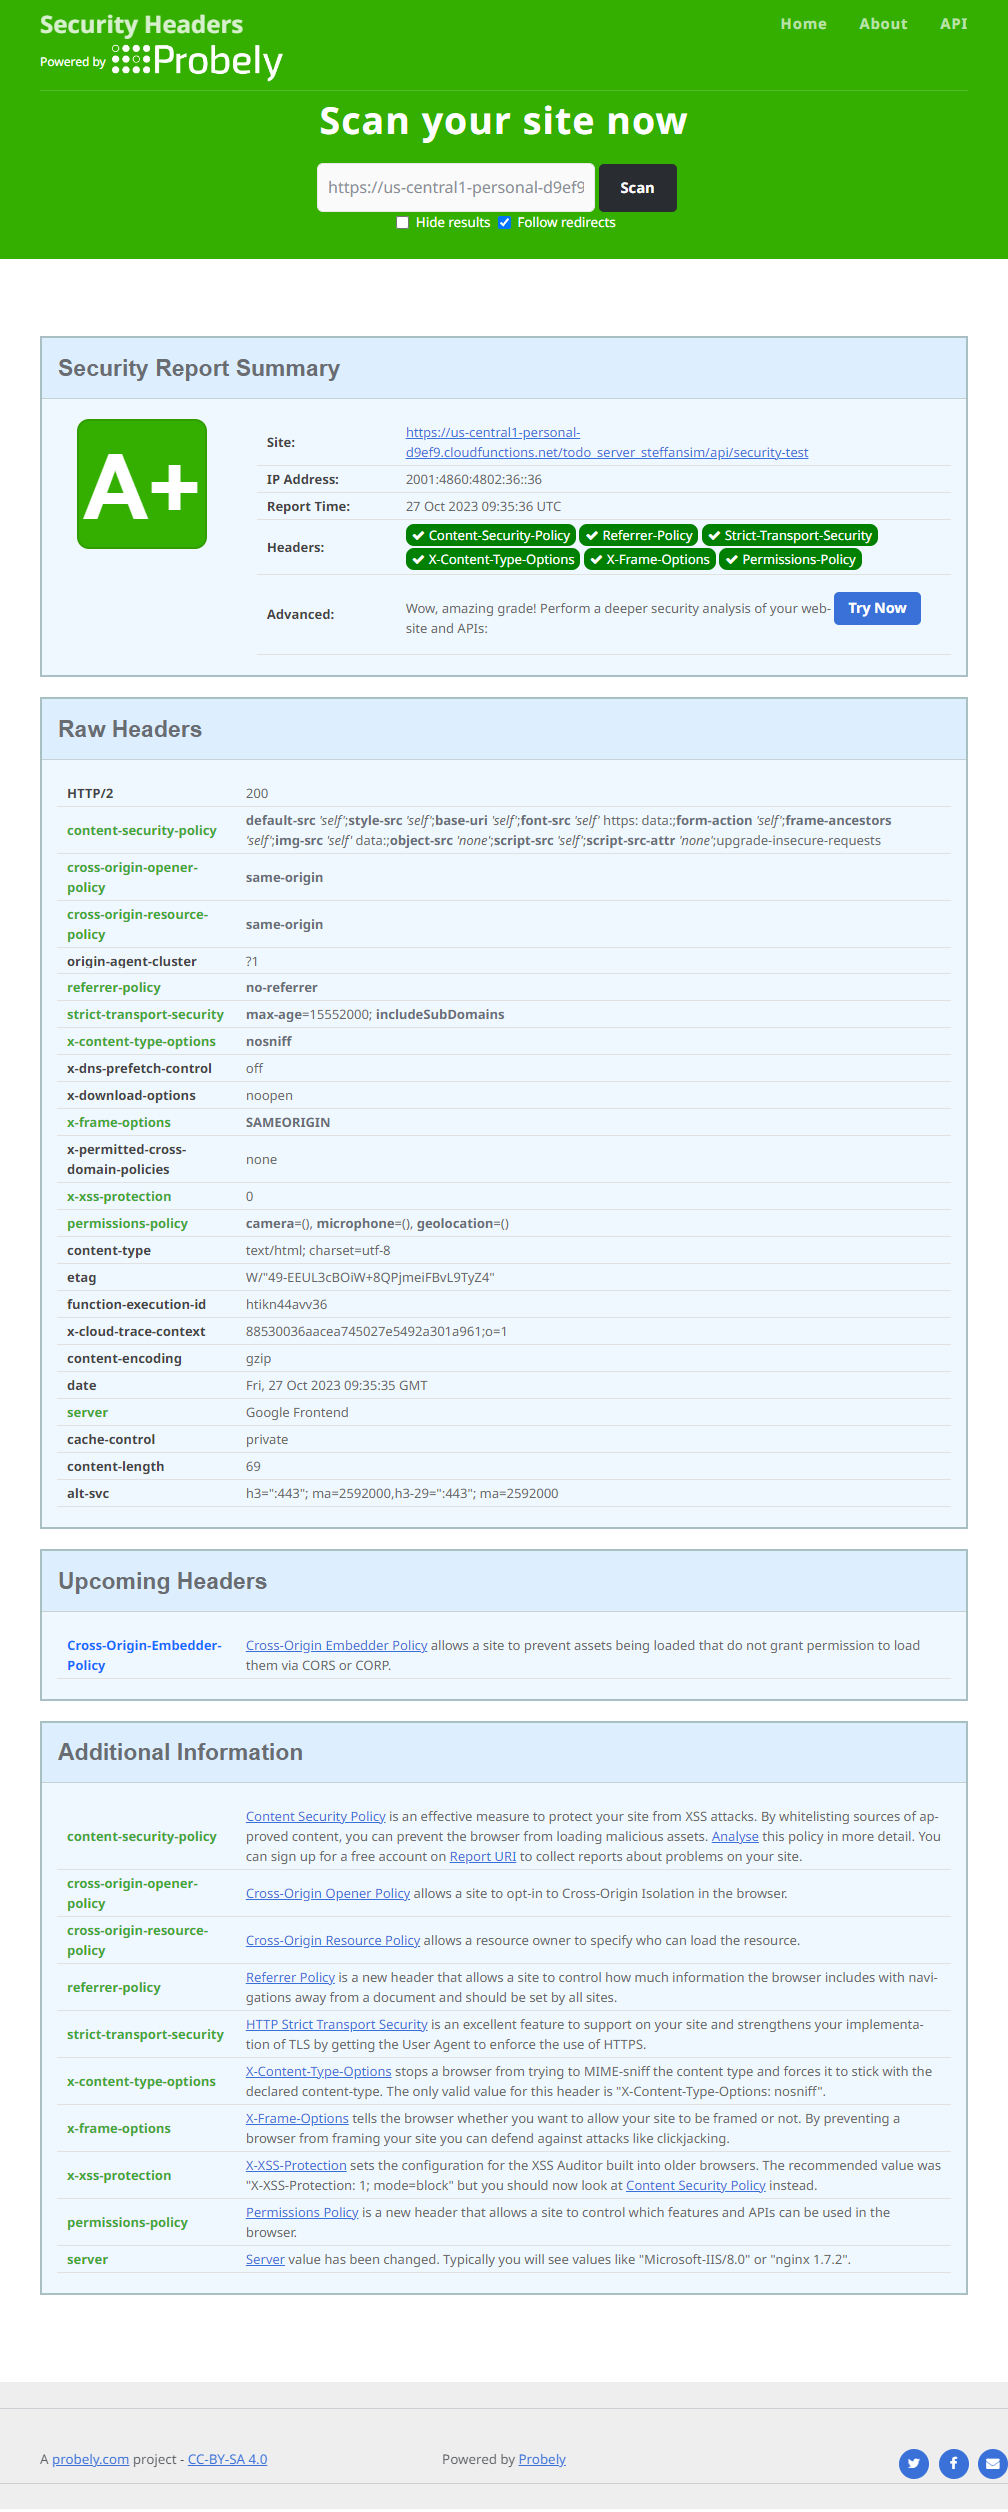 Security Headers
Home About API
Powered by Probely
Scan your site now
https://us-central1-personal-d9ef9
Scan
Hide results Follow redirects
Security Report Summary
A+
Site: https://us-central1-personal-
d9ef9.cloudfunctions.net/todo_server_steffansim/api/security-test
IP Address: 2001:4860:4802:36::36
Report Time: 27 Oct 2023 09:35:36 UTC
Headers: Content-Security-Policy Referrer-Policy Strict-Transport-Security
X-Content-Type-Options X-Frame-Options Permissions-Policy
Advanced: Wow, amazing grade! Perform a deeper security analysis of your web-
site and APIs:
Try Now
Raw Headers
HTTP/2 200
content-security-policy default-src 'self';style-src 'self';base-uri 'self';font-src 'self' https: data:;form-action 'self';frame-ancestors
'self';img-src 'self' data:;object-src 'none';script-src 'self';script-src-attr 'none';upgrade-insecure-requests
cross-origin-opener-
policy same-origin
cross-origin-resource-
policy same-origin
origin-agent-cluster ?1
referrer-policy no-referrer
strict-transport-security max-age=15552000; includeSubDomains
x-content-type-options nosniff
x-dns-prefetch-control off
x-download-options noopen
x-frame-options SAMEORIGIN
x-permitted-cross-
domain-policies none
x-xss-protection 0
permissions-policy camera=(), microphone=(), geolocation=()
content-type text/html; charset=utf-8
etag W/"49-EEUL3cBOiW+8QPjmeiFBvL9TyZ4"
function-execution-id htikn44avv36
x-cloud-trace-context 88530036aacea745027e5492a301a961;o=1
content-encoding gzip
date Fri, 27 Oct 2023 09:35:35 GMT
server Google Frontend
cache-control private
content-length 69
alt-svc h3=":443"; ma=2592000,h3-29=":443"; ma=2592000
Upcoming Headers
Cross-Origin-Embedder-
Policy
Cross-Origin Embedder Policy allows a site to prevent assets being loaded that do not grant permission to load
them via CORS or CORP.
Additional Information
content-security-policy
Content Security Policy is an effective measure to protect your site from XSS attacks. By whitelisting sources of ap-
proved content, you can prevent the browser from loading malicious assets. Analyse this policy in more detail. You
can sign up for a free account on Report URI to collect reports about problems on your site.
cross-origin-opener-
policy
Cross-Origin Opener Policy allows a site to opt-in to Cross-Origin Isolation in the browser.
cross-origin-resource-
policy
Cross-Origin Resource Policy allows a resource owner to specify who can load the resource.
referrer-policy
Referrer Policy is a new header that allows a site to control how much information the browser includes with navi-
gations away from a document and should be set by all sites.
strict-transport-security
HTTP Strict Transport Security is an excellent feature to support on your site and strengthens your implementa-
tion of TLS by getting the User Agent to enforce the use of HTTPS.
x-content-type-options
X-Content-Type-Options stops a browser from trying to MIME-sniff the content type and forces it to stick with the
declared content-type. The only valid value for this header is "X-Content-Type-Options: nosniff".
x-frame-options
X-Frame-Options tells the browser whether you want to allow your site to be framed or not. By preventing a
browser from framing your site you can defend against attacks like clickjacking.
x-xss-protection
X-XSS-Protection sets the configuration for the XSS Auditor built into older browsers. The recommended value was
"X-XSS-Protection: 1; mode=block" but you should now look at Content Security Policy instead.
permissions-policy
Permissions Policy is a new header that allows a site to control which features and APIs can be used in the
browser.
server
Server value has been changed. Typically you will see values like "Microsoft-IIS/8.0" or "nginx 1.7.2".
A probely.com project - CC-BY-SA 4.0
Powered by Probely